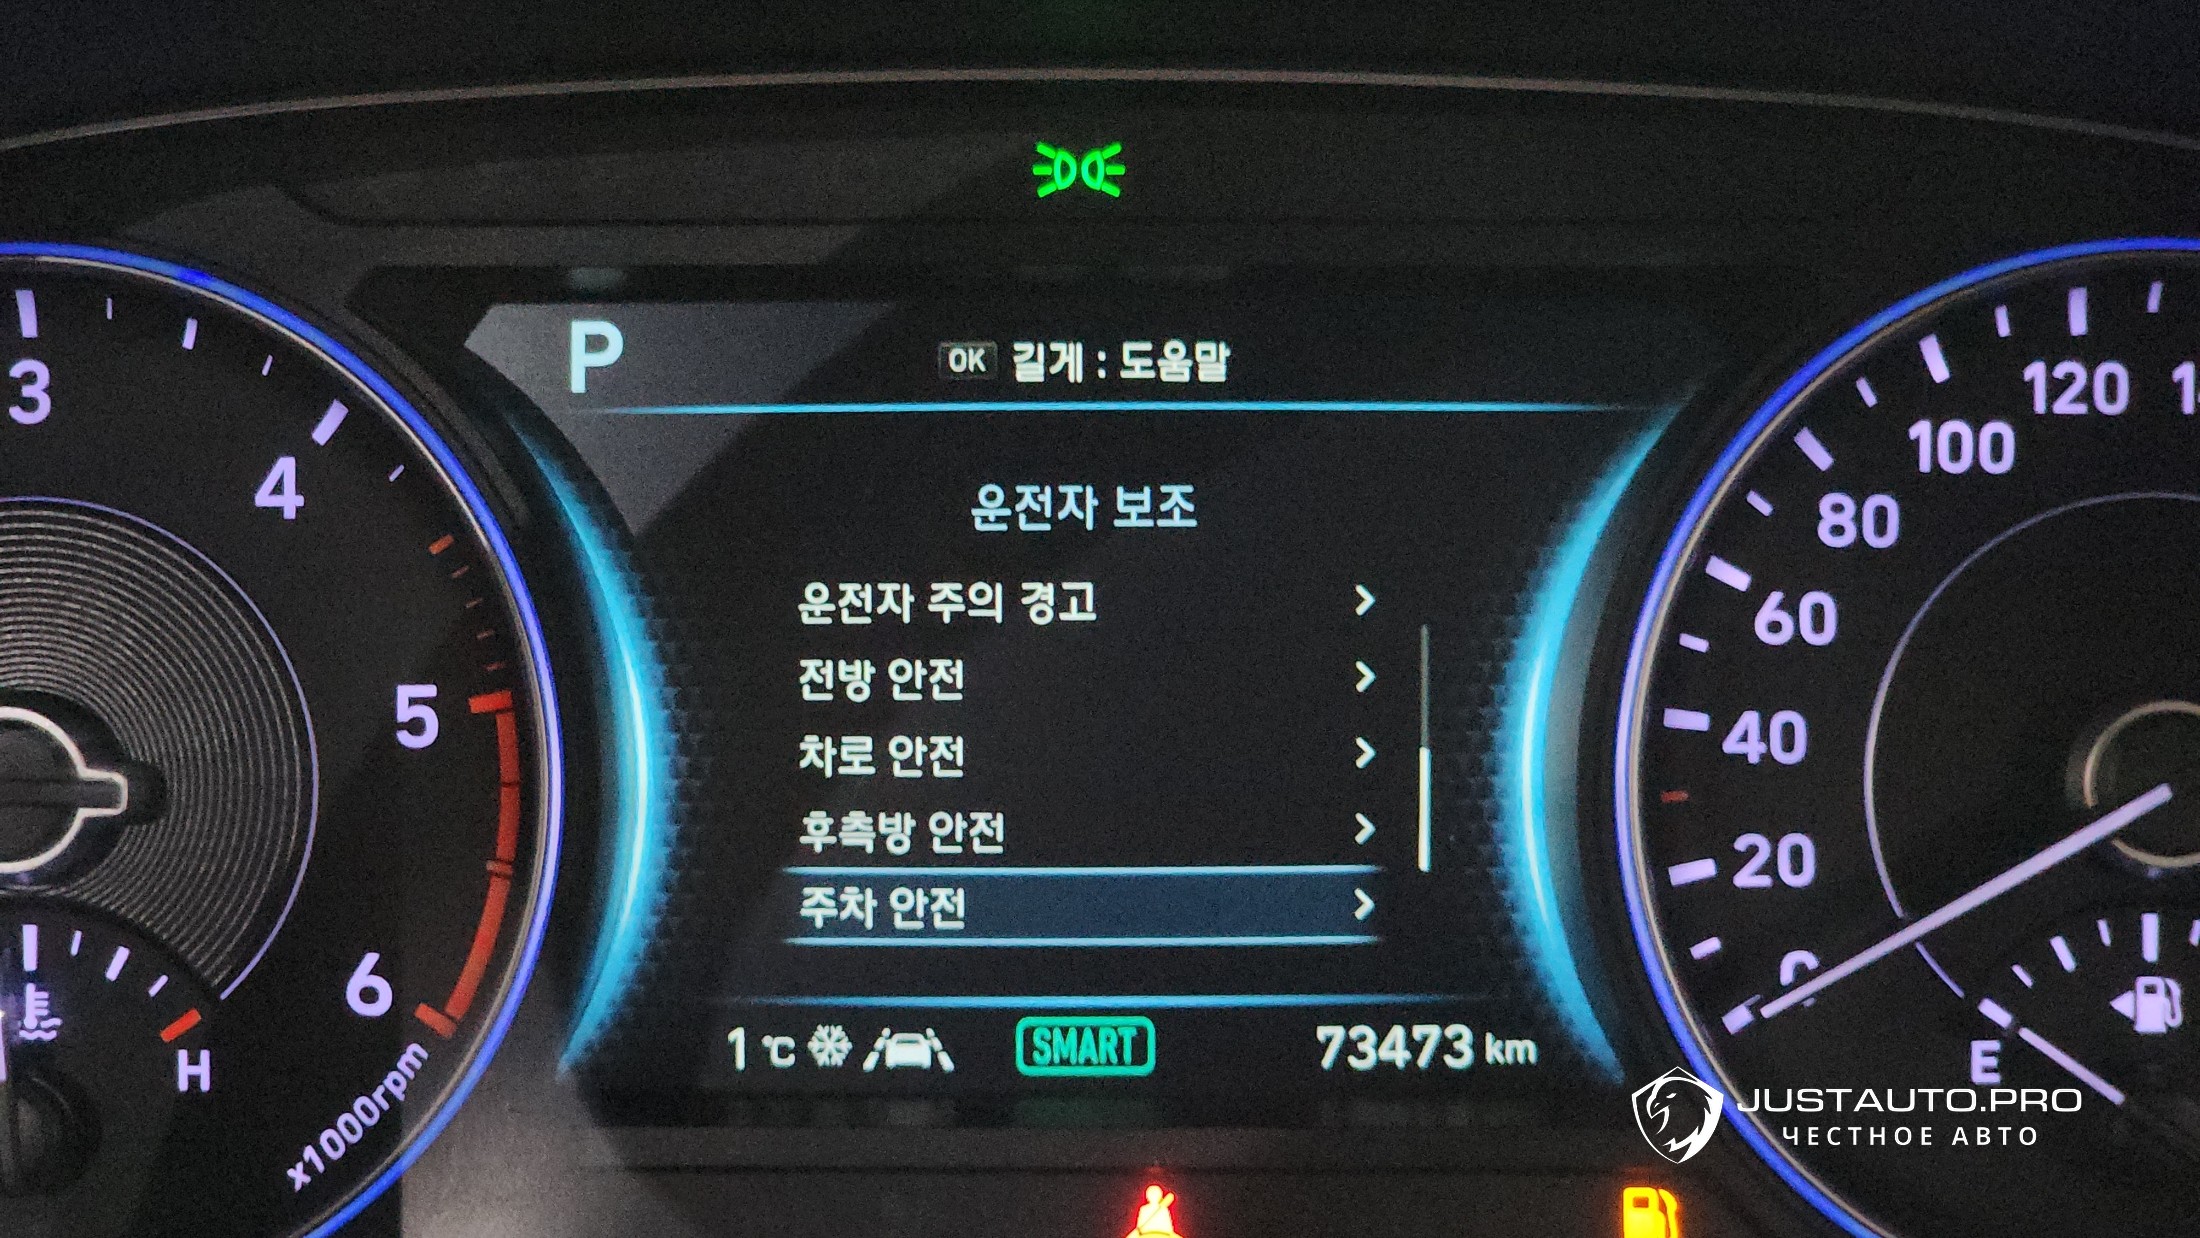 P
OK 길게 : 도움말
운전자 보조
운전자 주의 경고
전방 안전
차로 안전
후측방 안전
주차 안전
1 ℃
SMART
73473 km
3
4
5
6
x1000rpm
H
120
100
80
60
40
20
0
E
JUSTAUTO.PRO
ЧЕСТНОЕ АВТО